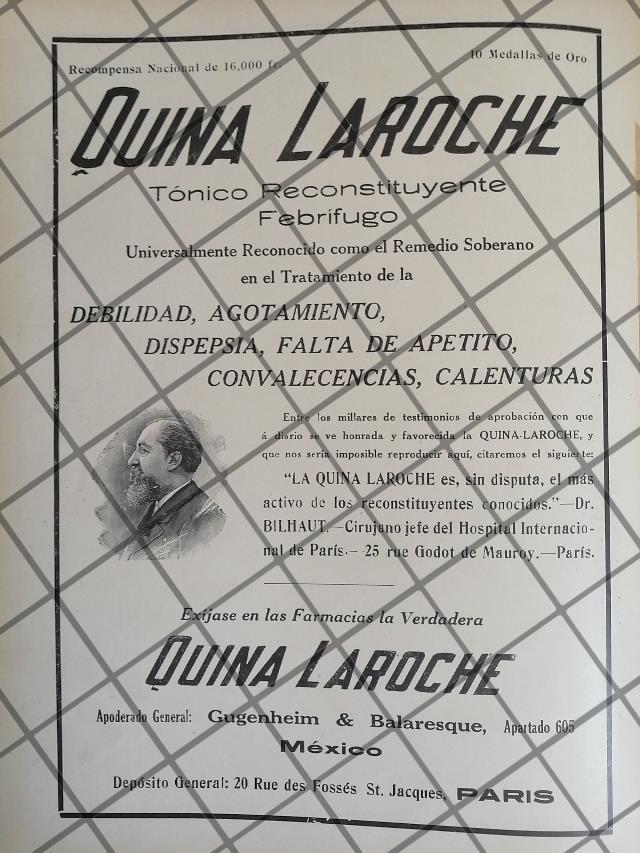 Recompensa Nacional de 16,000 fr.
10 Medallas de Oro
QUINA LAROCHE
Tónico Reconstituyente
Febrífugo
Universalmente Reconocido como el Remedio Soberano
en el Tratamiento de la
DEBILIDAD, AGOTAMIENTO,
DISPEPSIA, FALTA DE APETITO,
CONVALECENCIAS, CALENTURAS
Entre los millares de testimonios de aprobación con que
á diario se ve honrada y favorecida la QUINA-LAROCHE, y
que nos sería imposible reproducir aquí, citaremos el siguiente:
"LA QUINA LAROCHE es, sin disputa, el más
activo de los reconstituyentes conocidos."—Dr.
BILHAUT.—Cirujano jefe del Hospital Internacio-
nal de París.— 25 rue Godot de Mauroy.—París.
Exíjase en las Farmacias la Verdadera
QUINA LAROCHE
Apoderado General: Gugenheim & Balaresque, Apartado 605
México
Depósito General: 20 Rue des Fossés St. Jacques, PARIS